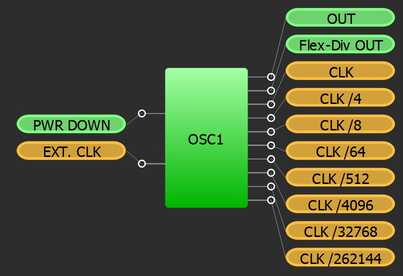 OUT
Flex-Div OUT
CLK
CLK /4
PWR DOWN
CLK /8
OSC1
EXT. CLK
CLK /64
CLK /512
CLK /4096
CLK /32768
CLK /262144